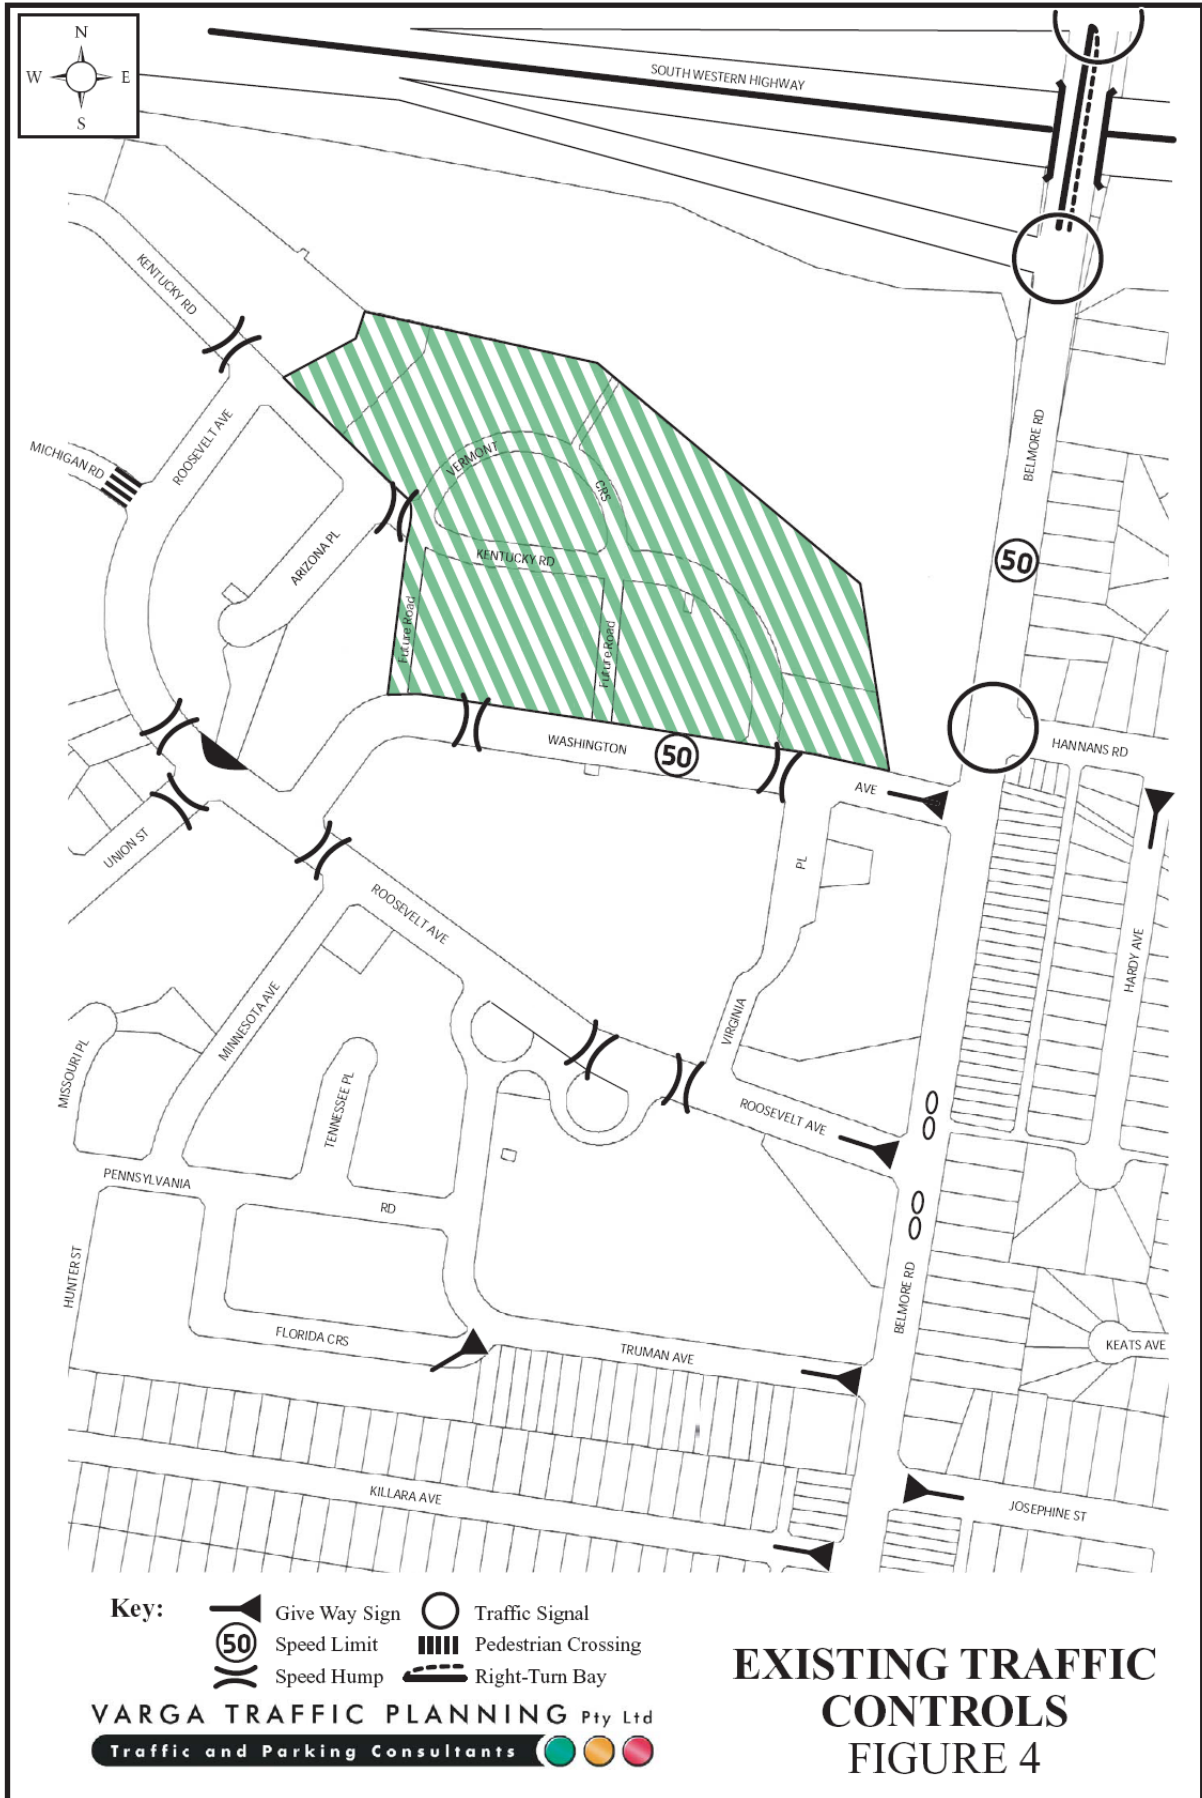 N
W E
S
SOUTH WESTERN HIGHWAY
KENTUCKY RD
ROOSEVELT AVE
MICHIGAN RD
BELMORE RD
VERMONT
CRS
KENTUCKY RD
ARIZONA PL
50
Future Road
Future Road
WASHINGTON
50
HANNANS RD
AVE
UNION ST
PL
ROOSEVELT AVE
HARDY AVE
MINNESOTA AVE
VIRGINIA
MISSOURI PL
TENNESSEE PL
ROOSEVELT AVE
PENNSYLVANIA
RD
HUNTER ST
BELMORE RD
FLORIDA CRS
TRUMAN AVE
KEATS AVE
KILLARA AVE
JOSEPHINE ST
Key:
Give Way Sign
Traffic Signal
50
Speed Limit
Pedestrian Crossing
Speed Hump
Right-Turn Bay
VARGA TRAFFIC PLANNING Pty Ltd
Traffic and Parking Consultants
EXISTING TRAFFIC
CONTROLS
FIGURE 4